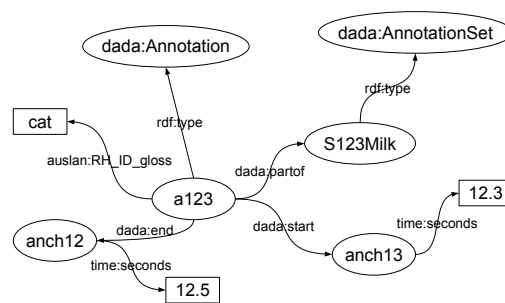 dada:AnnotationSet
dada:Annotation
rdf:type
cat
rdf:type
S123Milk
auslan:RH_ID_gloss
dada:partof
a123
12.3
dada:start
time:seconds
dada:end
anch12
anch13
time:seconds
12.5